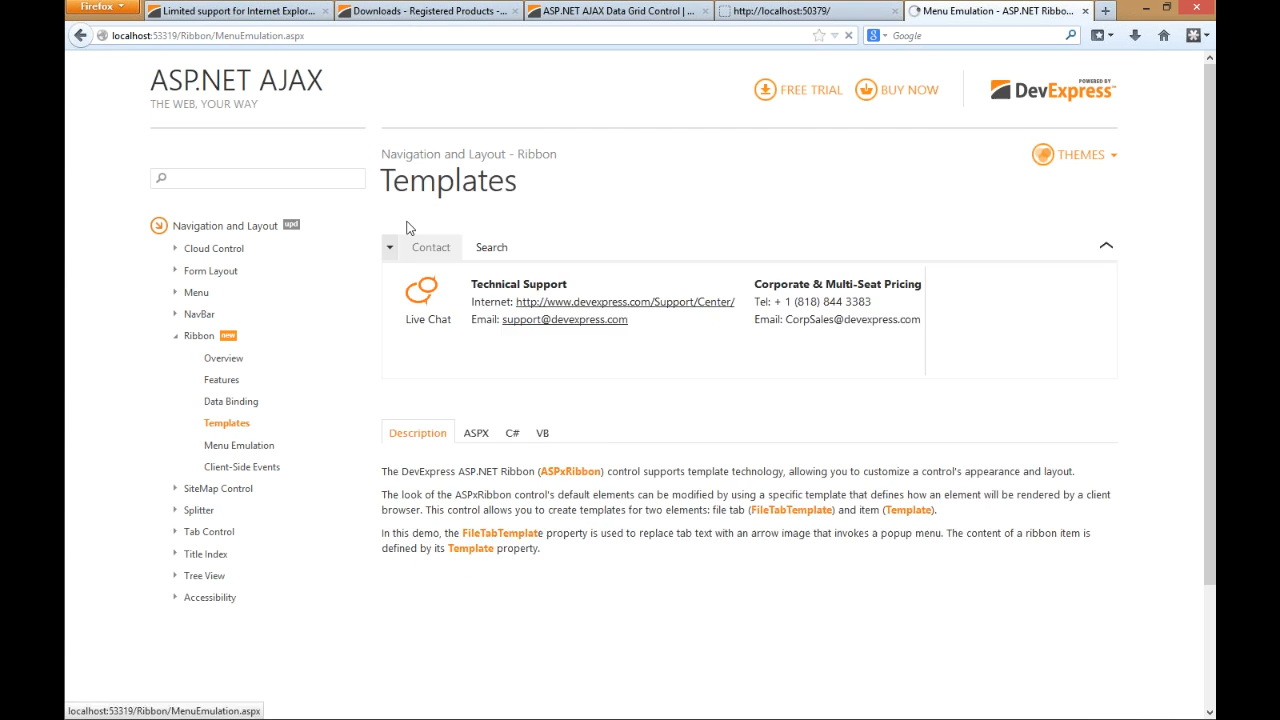 Firefox
Limited support for Internet Explor...
Downloads - Registered Products -...
ASP.NET AJAX Data Grid Control | ...
http://localhost:50379/
Menu Emulation - ASP.NET Ribbo...
localhost:53319/Ribbon/MenuEmulation.aspx
Google
ASP.NET AJAX
THE WEB, YOUR WAY
FREE TRIAL
BUY NOW
POWERED BY
DevExpress™
Navigation and Layout - Ribbon
Templates
THEMES
Navigation and Layout upd
Cloud Control
Form Layout
Menu
NavBar
Ribbon new
Overview
Features
Data Binding
Templates
Menu Emulation
Client-Side Events
SiteMap Control
Splitter
Tab Control
Title Index
Tree View
Accessibility
Contact
Search
Live Chat
Technical Support
Internet: http://www.devexpress.com/Support/Center/
Email: support@devexpress.com
Corporate & Multi-Seat Pricing
Tel: + 1 (818) 844 3383
Email: CorpSales@devexpress.com
Description ASPX C# VB
The DevExpress ASP.NET Ribbon (ASPxRibbon) control supports template technology, allowing you to customize a control's appearance and layout.
The look of the ASPxRibbon control's default elements can be modified by using a specific template that defines how an element will be rendered by a client
browser. This control allows you to create templates for two elements: file tab (FileTabTemplate) and item (Template).
In this demo, the FileTabTemplate property is used to replace tab text with an arrow image that invokes a popup menu. The content of a ribbon item is
defined by its Template property.
localhost:53319/Ribbon/MenuEmulation.aspx